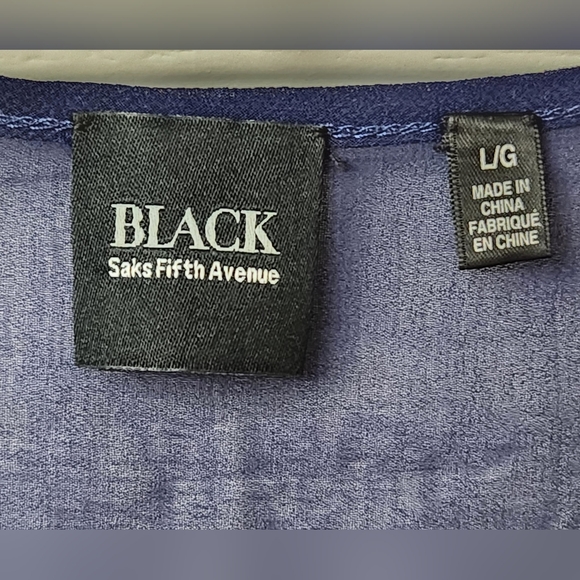 BLACK
Saks Fifth Avenue
L/G
MADE IN
CHINA
FABRIQUÉ
EN CHINE